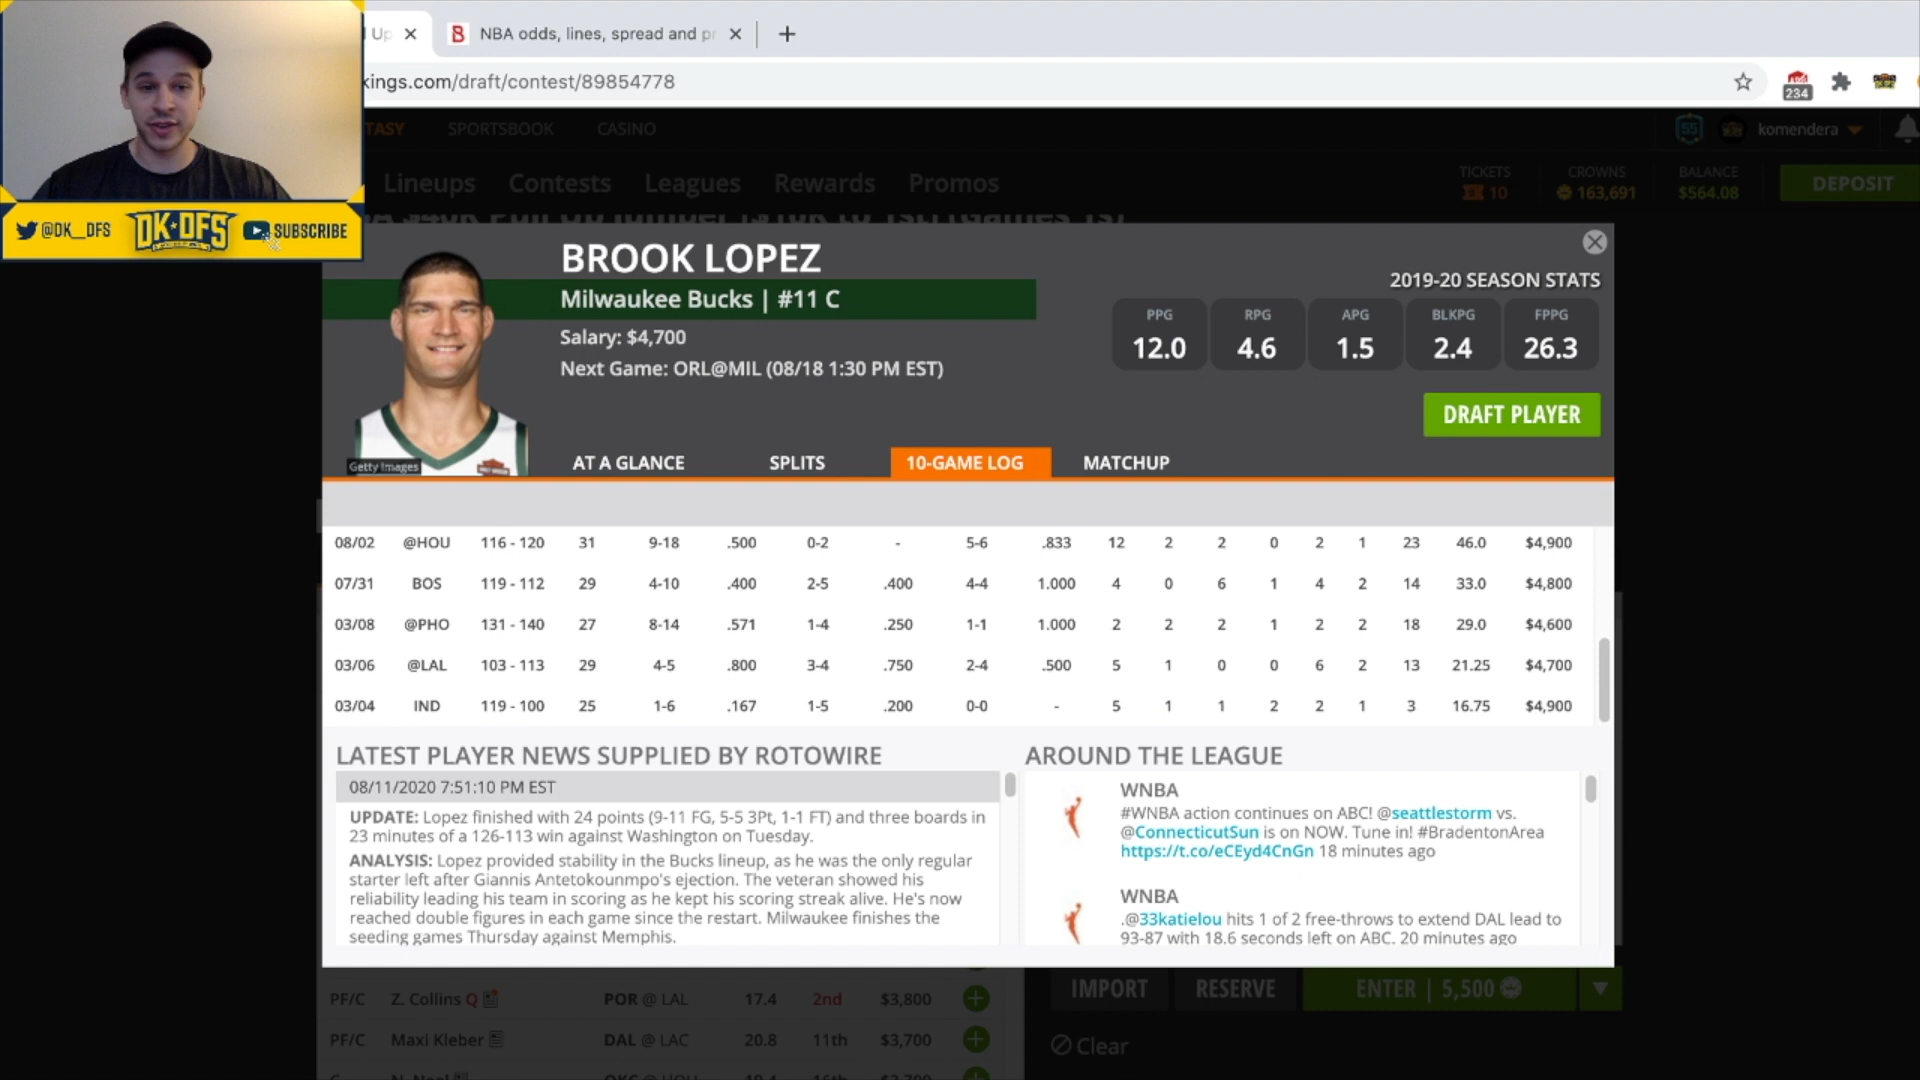 Up
NBA odds, lines, spread and pr
kings.com/draft/contest/89854778
234
TASY SPORTSBOOK CASINO
55
komendera
Lineups Contests Leagues Rewards Promos
TICKETS
10
CROWNS
163,691
BALANCE
$564.08
DEPOSIT
@DK__DFS
DK DFS
SUBSCRIBE
BROOK LOPEZ
Milwaukee Bucks | #11 C
Salary: $4,700
Next Game: ORL@MIL (08/18 1:30 PM EST)
Getty Images
2019-20 SEASON STATS
PPG RPG APG BLKPG FPPG
12.0 4.6 1.5 2.4 26.3
DRAFT PLAYER
AT A GLANCE SPLITS 10-GAME LOG MATCHUP
08/02 @HOU 116 - 120 31 9-18 .500 0-2 - 5-6 .833 12 2 2 0 2 1 23 46.0 $4,900
07/31 BOS 119 - 112 29 4-10 .400 2-5 .400 4-4 1.000 4 0 6 1 4 2 14 33.0 $4,800
03/08 @PHO 131 - 140 27 8-14 .571 1-4 .250 1-1 1.000 2 2 2 1 2 2 18 29.0 $4,600
03/06 @LAL 103 - 113 29 4-5 .800 3-4 .750 2-4 .500 5 1 0 0 6 2 13 21.25 $4,700
03/04 IND 119 - 100 25 1-6 .167 1-5 .200 0-0 - 5 1 1 2 2 1 3 16.75 $4,900
LATEST PLAYER NEWS SUPPLIED BY ROTOWIRE
08/11/2020 7:51:10 PM EST
UPDATE: Lopez finished with 24 points (9-11 FG, 5-5 3Pt, 1-1 FT) and three boards in
23 minutes of a 126-113 win against Washington on Tuesday.
ANALYSIS: Lopez provided stability in the Bucks lineup, as he was the only regular
starter left after Giannis Antetokounmpo's ejection. The veteran showed his
reliability leading his team in scoring as he kept his scoring streak alive. He's now
reached double figures in each game since the restart. Milwaukee finishes the
seeding games Thursday against Memphis.
AROUND THE LEAGUE
WNBA
#WNBA action continues on ABC! @seattlestorm vs.
@ConnecticutSun is on NOW. Tune in! #BradentonArea
https://t.co/eCEyd4CnGn 18 minutes ago
WNBA
.@33katielou hits 1 of 2 free-throws to extend DAL lead to
93-87 with 18.6 seconds left on ABC. 20 minutes ago
PF/C Z. Collins Q POR @ LAL 17.4 2nd $3,800
PF/C Maxi Kleber DAL @ LAC 20.8 11th $3,700
IMPORT RESERVE ENTER | 5,500
Clear